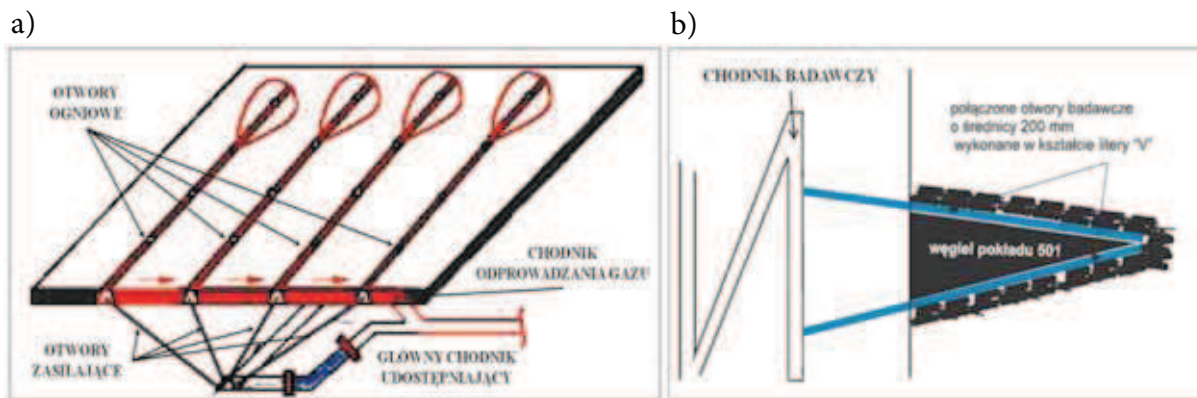 a)
OTWORY
OGNIOWE
CHODNIK
ODPROWADZANIA GAZU
OTWORY
ZASILAJĄCE
GŁÓWNY CHODNIK
UDOSTĘPNIAJĄCY
b)
CHODNIK BADAWCZY
połączone otwory badawcze
o średnicy 200 mm
wykonane w kształcie litery "V"
węgiel pokładu 501